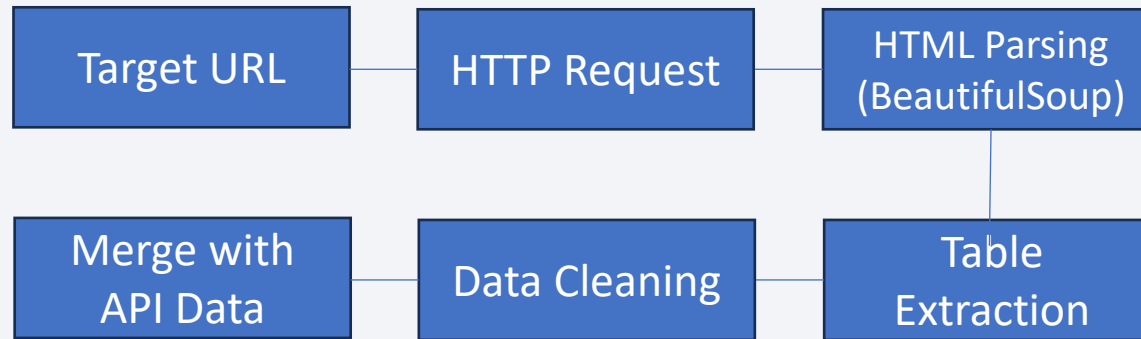 Target URL
HTTP Request
HTML Parsing
(BeautifulSoup)
Merge with
API Data
Data Cleaning
Table
Extraction